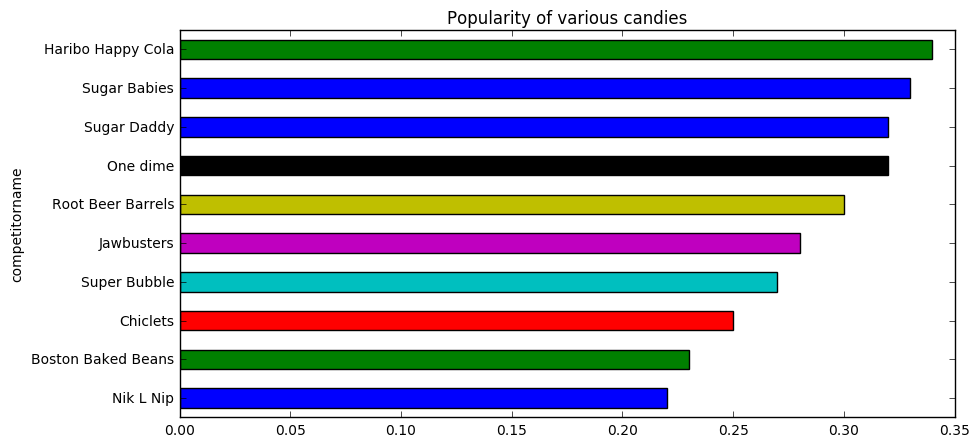 Popularity of various candies
competitorname
Haribo Happy Cola
Sugar Babies
Sugar Daddy
One dime
Root Beer Barrels
Jawbusters
Super Bubble
Chiclets
Boston Baked Beans
Nik L Nip
0.00 0.05 0.10 0.15 0.20 0.25 0.30 0.35